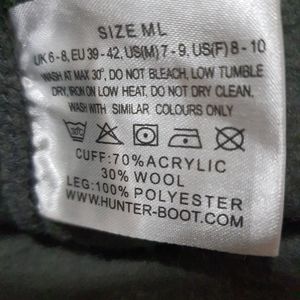 SIZE ML
UK 6 - 8, EU 39 - 42, US(M) 7 - 9, US(F) 8 - 10
WASH AT MAX 30°, DO NOT BLEACH, LOW TUMBLE
DRY, IRON ON LOW HEAT, DO NOT DRY CLEAN,
WASH WITH SIMILAR COLOURS ONLY
CUFF: 70% ACRYLIC
30% WOOL
LEG: 100% POLYESTER
WWW.HUNTER-BOOT.COM